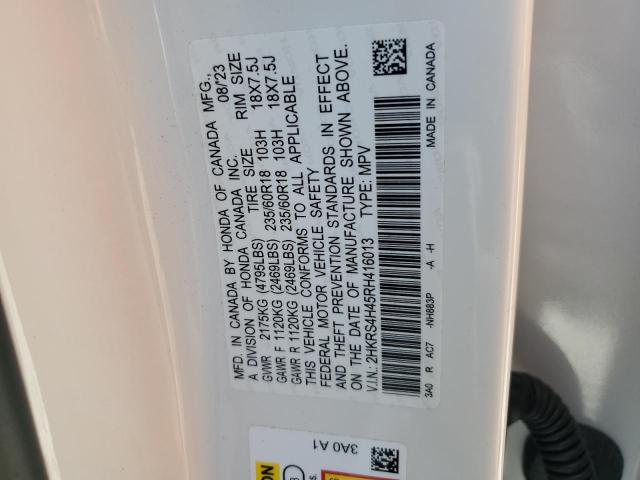 MFD. IN CANADA BY HONDA OF CANADA MFG.,
A DIVISION OF HONDA CANADA INC. 08/23
GVWR 2175KG (4795LBS) TIRE SIZE RIM SIZE
GAWR F 1120KG (2469LBS) 235/60R18 103H 18X7.5J
GAWR R 1120KG (2469LBS) 235/60R18 103H 18X7.5J
THIS VEHICLE CONFORMS TO ALL APPLICABLE
FEDERAL MOTOR VEHICLE SAFETY
AND THEFT PREVENTION STANDARDS IN EFFECT
ON THE DATE OF MANUFACTURE SHOWN ABOVE.
V.I.N.: 2HKRS4H45RH416013 TYPE: MPV
3A0 R AC7 -NH883P -A -H MADE IN CANADA
3A0 A1